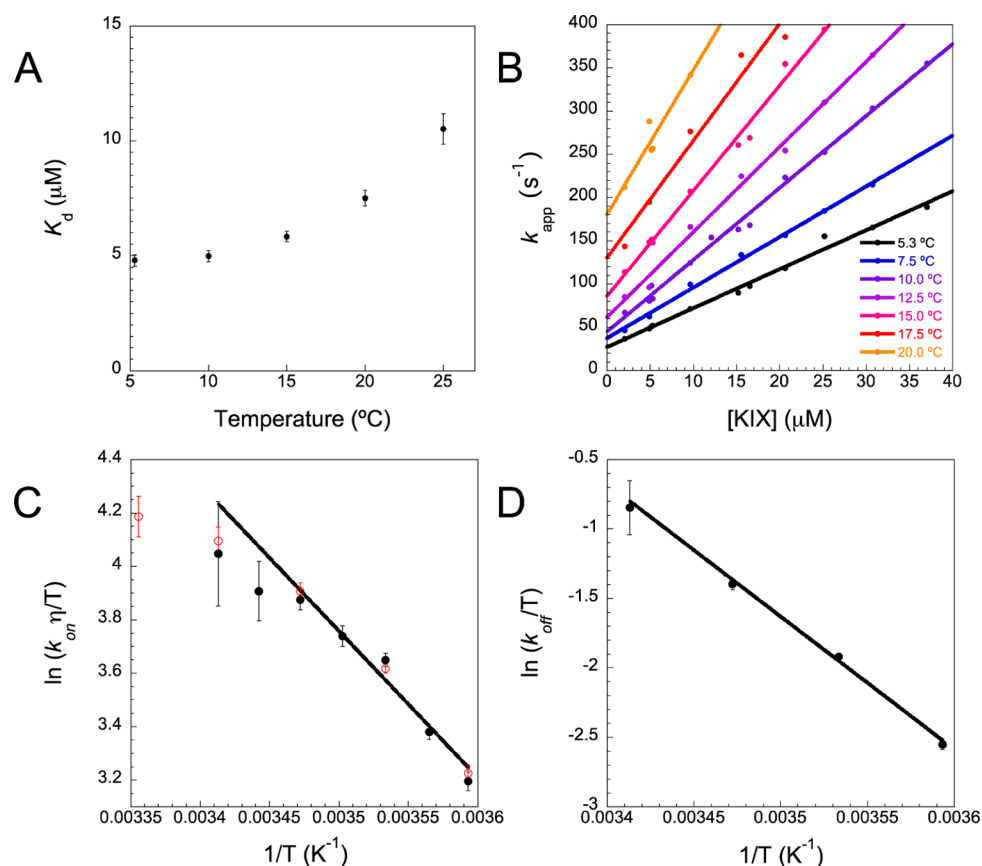 A
15
10
5
0
K_d (μM)
5
10
15
20
25
Temperature (ºC)
B
400
350
300
250
200
150
100
50
0
k_app (s⁻¹)
5.3 ºC
7.5 ºC
10.0 ºC
12.5 ºC
15.0 ºC
17.5 ºC
20.0 ºC
0
5
10
15
20
25
30
35
40
[KIX] (μM)
C
4.4
4.2
4
3.8
3.6
3.4
3.2
ln (k_on η/T)
0.00335
0.0034
0.00345
0.0035
0.00355
0.0036
1/T (K⁻¹)
D
-0.5
-1
-1.5
-2
-2.5
-3
ln (k_off/T)
0.0034
0.00345
0.0035
0.00355
0.0036
1/T (K⁻¹)